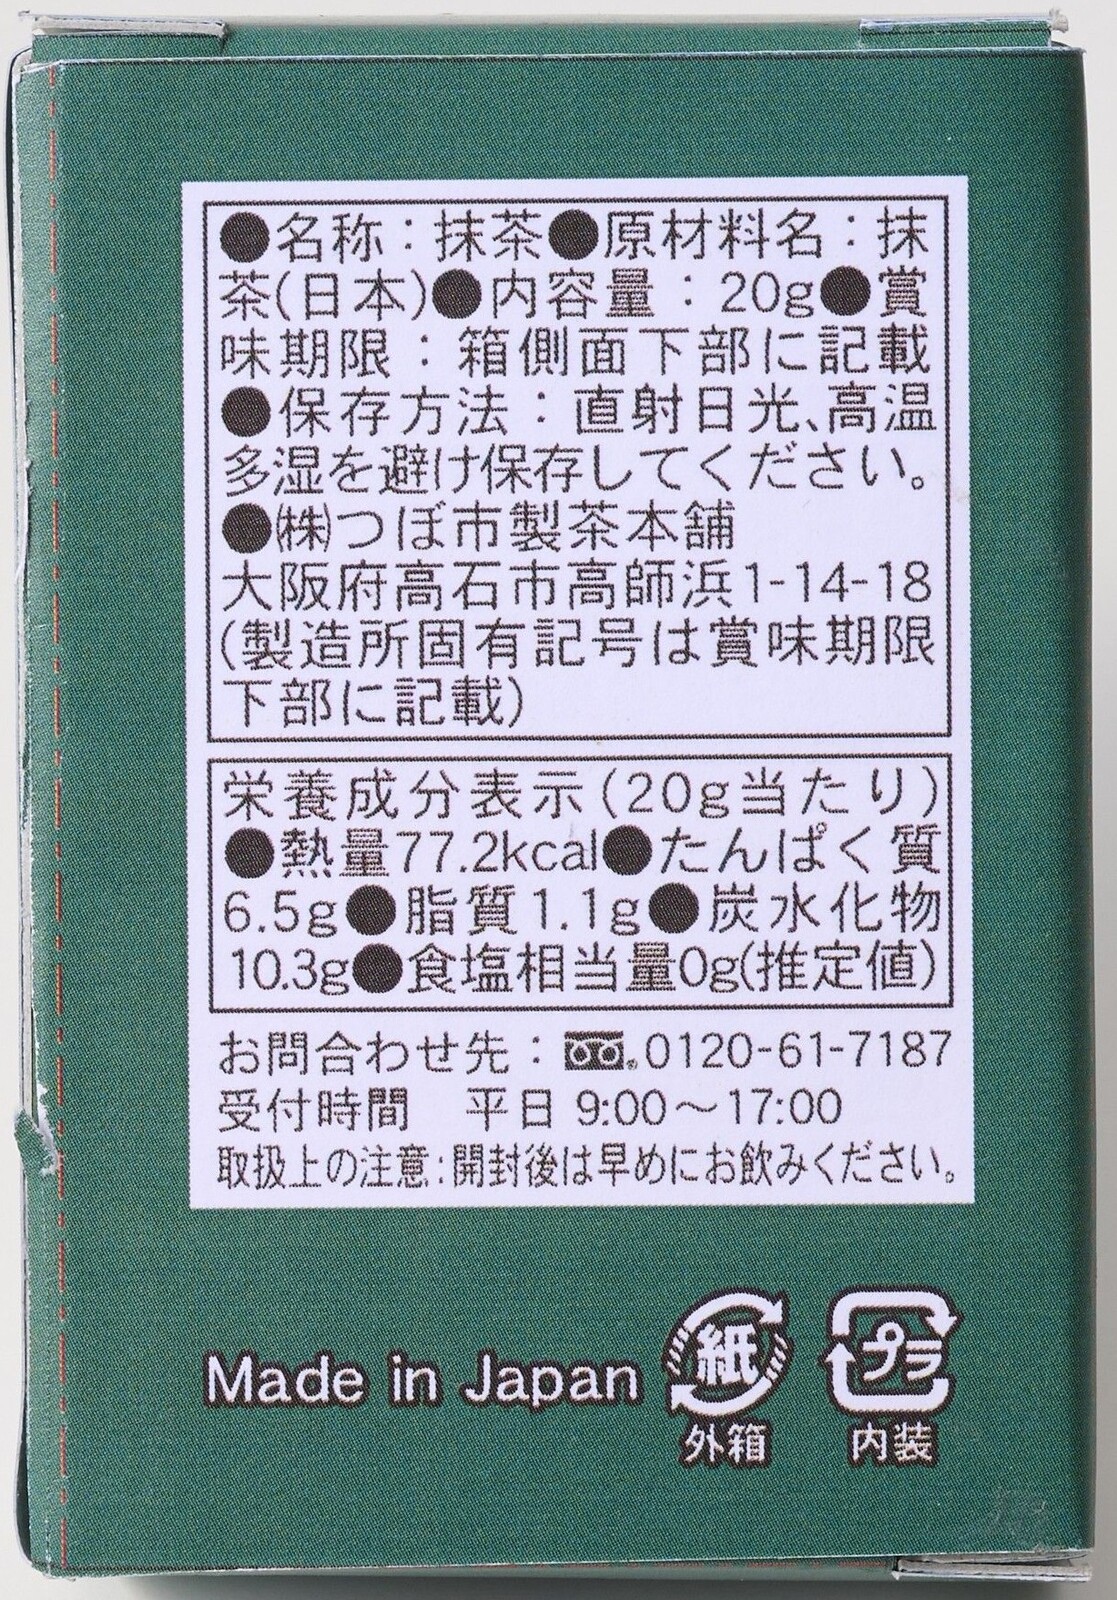 ●名称：抹茶●原材料名：抹
茶(日本)●内容量：20g●賞
味期限：箱側面下部に記載
●保存方法：直射日光、高温
多湿を避け保存してください。
●㈱つぼ市製茶本舗
大阪府高石市高師浜1-14-18
(製造所固有記号は賞味期限
下部に記載)
栄養成分表示(20g当たり)
●熱量77.2kcal●たんぱく質
6.5g●脂質1.1g●炭水化物
10.3g●食塩相当量0g(推定値)
お問合わせ先：0120-61-7187
受付時間　平日 9:00～17:00
取扱上の注意：開封後は早めにお飲みください。
Made in Japan 紙 プラ
外箱 内装